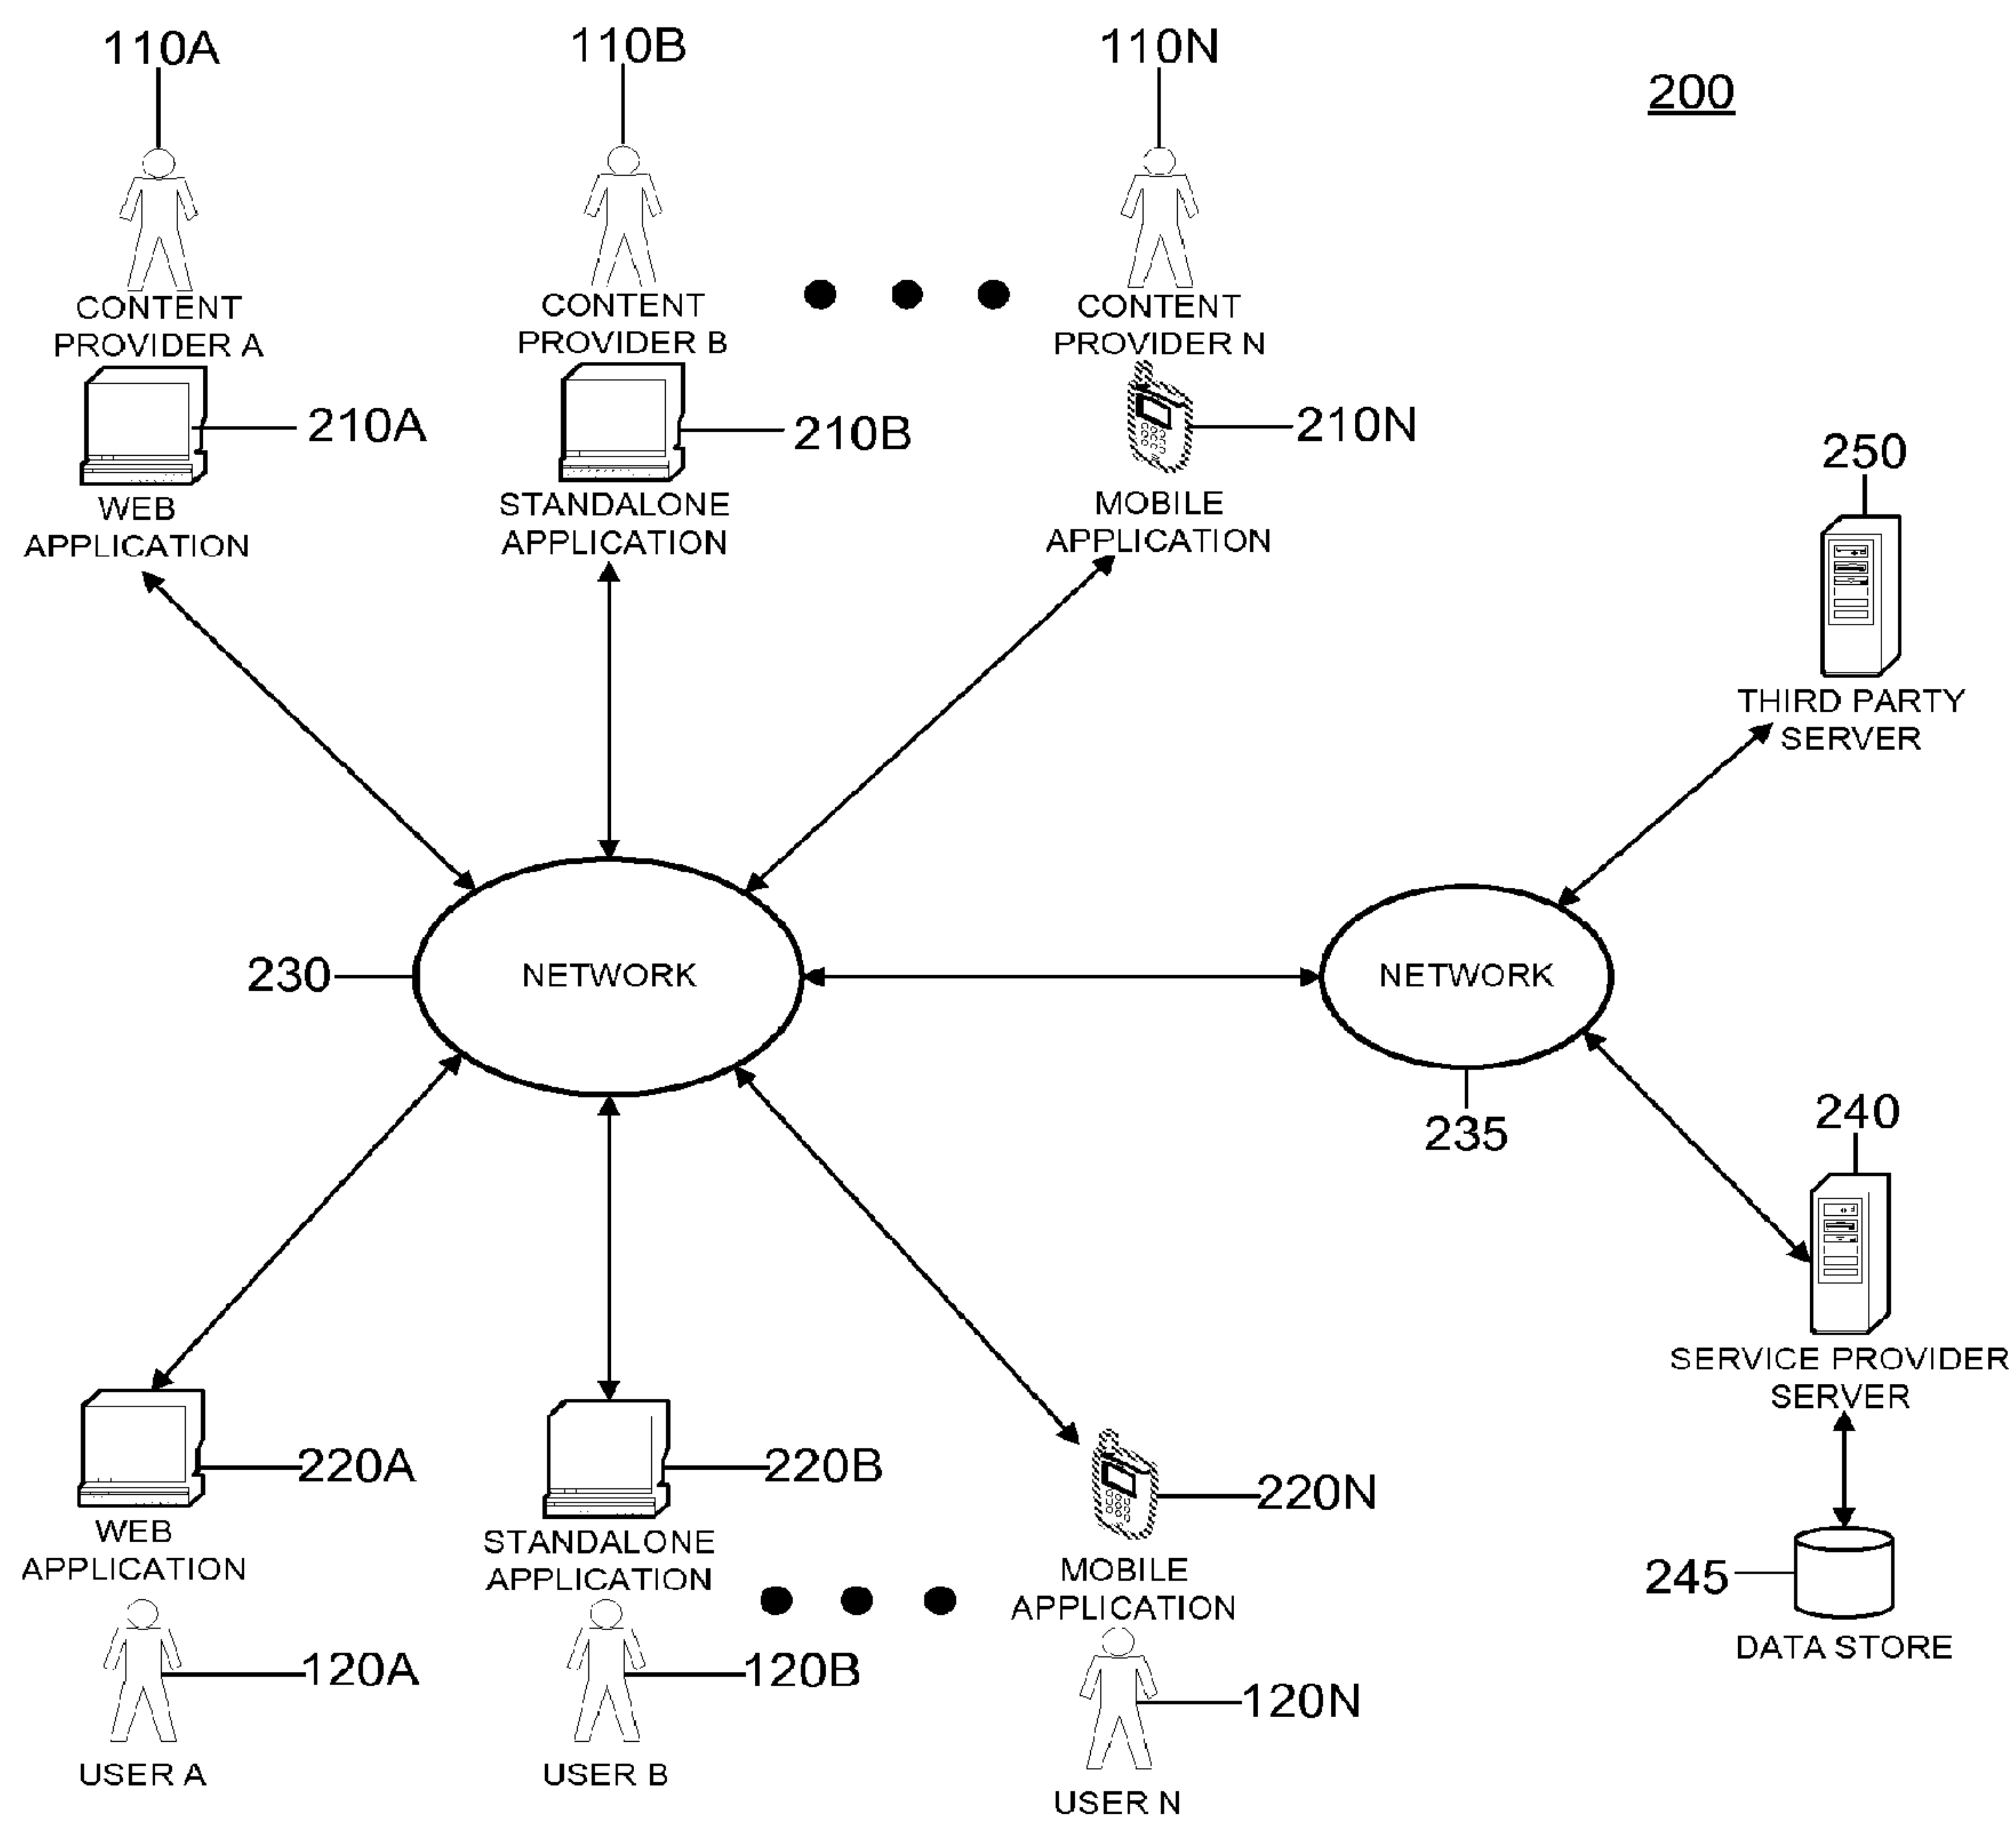 110A
110B
110N
200
CONTENT
PROVIDER A
CONTENT
PROVIDER B
CONTENT
PROVIDER N
210A
210B
210N
WEB
APPLICATION
STANDALONE
APPLICATION
MOBILE
APPLICATION
250
THIRD PARTY
SERVER
230
NETWORK
NETWORK
235
240
SERVICE PROVIDER
SERVER
220A
220B
220N
WEB
APPLICATION
STANDALONE
APPLICATION
MOBILE
APPLICATION
245
DATA STORE
120A
120B
120N
USER A
USER B
USER N